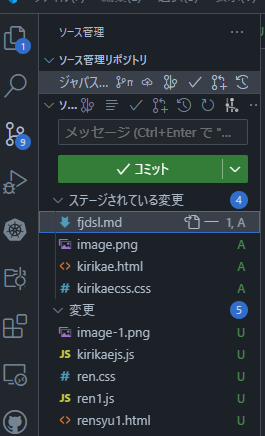 ソース管理
ソース管理リポジトリ
ジャバス...
ソ...
メッセージ (Ctrl+Enter で "...
コミット
ステージされている変更 4
fjdsl.md 1, A
image.png A
kirikae.html A
kirikaecss.css A
変更 5
image-1.png U
kirikaejs.js U
ren.css U
ren1.js U
rensyu1.html U
1
9